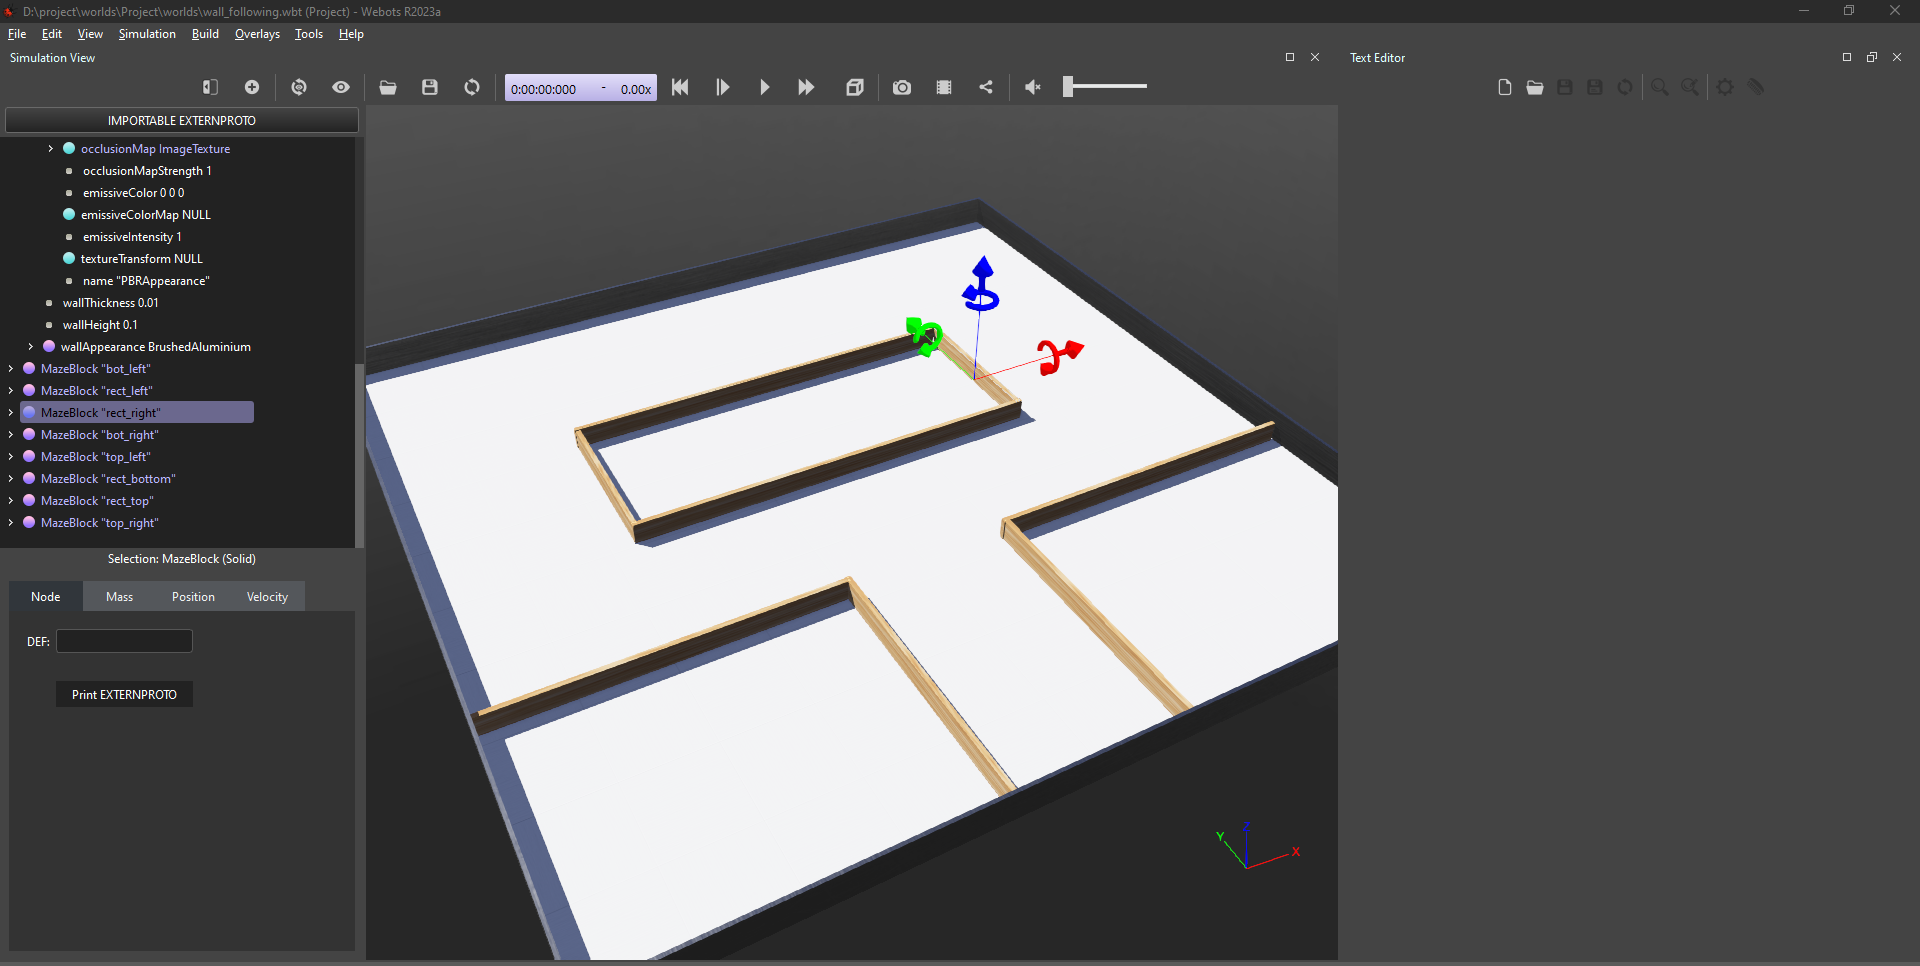 D:\project\worlds\Project\worlds\wall_following.wbt (Project) - Webots R2023a
File Edit View Simulation Build Overlays Tools Help
Simulation View
Text Editor
0:00:00:000 - 0.00x
IMPORTABLE EXTERNPROTO
occlusionMap ImageTexture
occlusionMapStrength 1
emissiveColor 0 0 0
emissiveColorMap NULL
emissiveIntensity 1
textureTransform NULL
name "PBRAppearance"
wallThickness 0.01
wallHeight 0.1
wallAppearance BrushedAluminium
MazeBlock "bot_left"
MazeBlock "rect_left"
MazeBlock "rect_right"
MazeBlock "bot_right"
MazeBlock "top_left"
MazeBlock "rect_bottom"
MazeBlock "rect_top"
MazeBlock "top_right"
Selection: MazeBlock (Solid)
Node Mass Position Velocity
DEF:
Print EXTERNPROTO
Z
Y
X